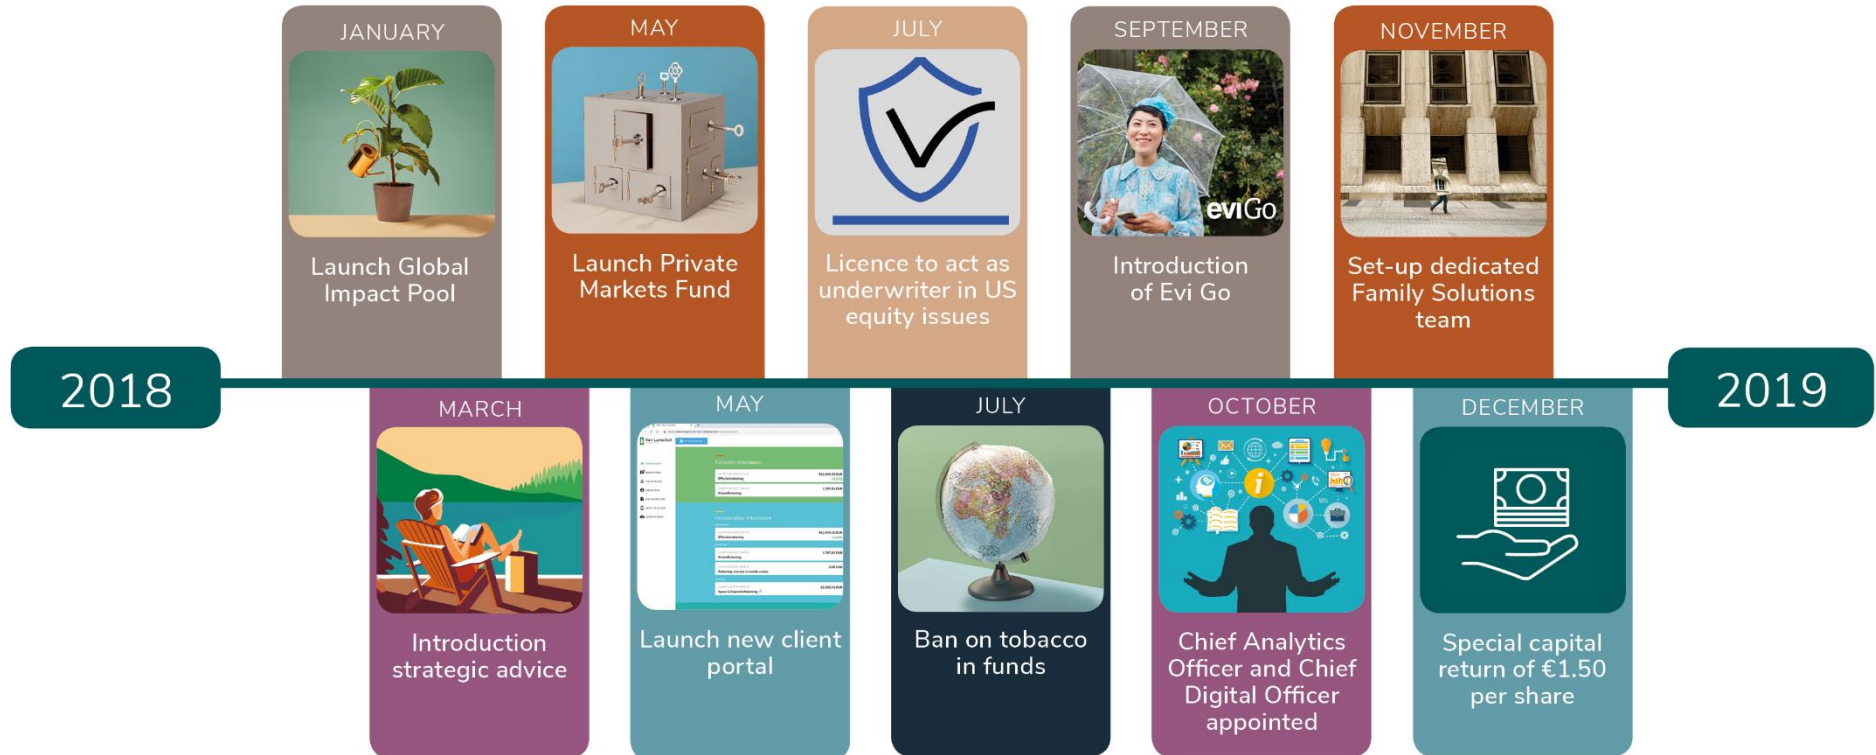 2018
JANUARY
Launch Global
Impact Pool
MARCH
Introduction
strategic advice
MAY
Launch Private
Markets Fund
MAY
Van Lanschot
Launch new client
portal
JULY
Licence to act as
underwriter in US
equity issues
JULY
Ban on tobacco
in funds
SEPTEMBER
eviGo
Introduction
of Evi Go
OCTOBER
Chief Analytics
Officer and Chief
Digital Officer
appointed
NOVEMBER
Set-up dedicated
Family Solutions
team
DECEMBER
Special capital
return of €1.50
per share
2019